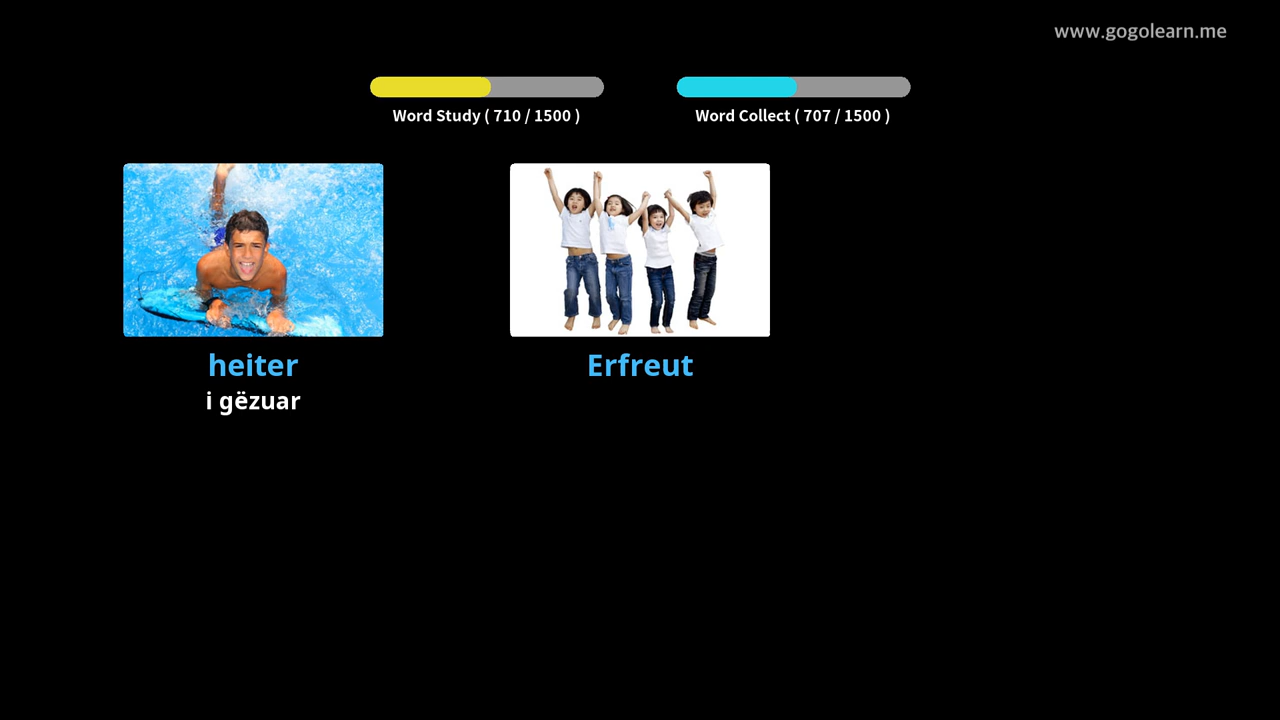 www.gogolearn.me
Word Study ( 710 / 1500 )
Word Collect ( 707 / 1500 )
heiter
i gëzuar
Erfreut